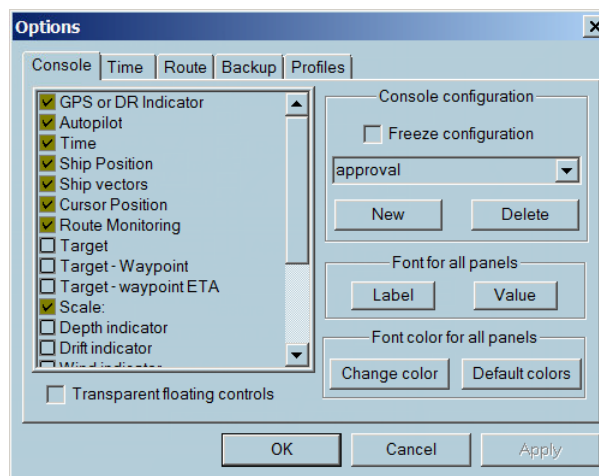 Options
Console Time Route Backup Profiles
GPS or DR Indicator
Autopilot
Time
Ship Position
Ship vectors
Cursor Position
Route Monitoring
Target
Target - Waypoint
Target - waypoint ETA
Scale:
Depth indicator
Drift indicator
Wind indicator
Transparent floating controls
Console configuration
Freeze configuration
approval
New Delete
Font for all panels
Label Value
Font color for all panels
Change color Default colors
OK Cancel Apply